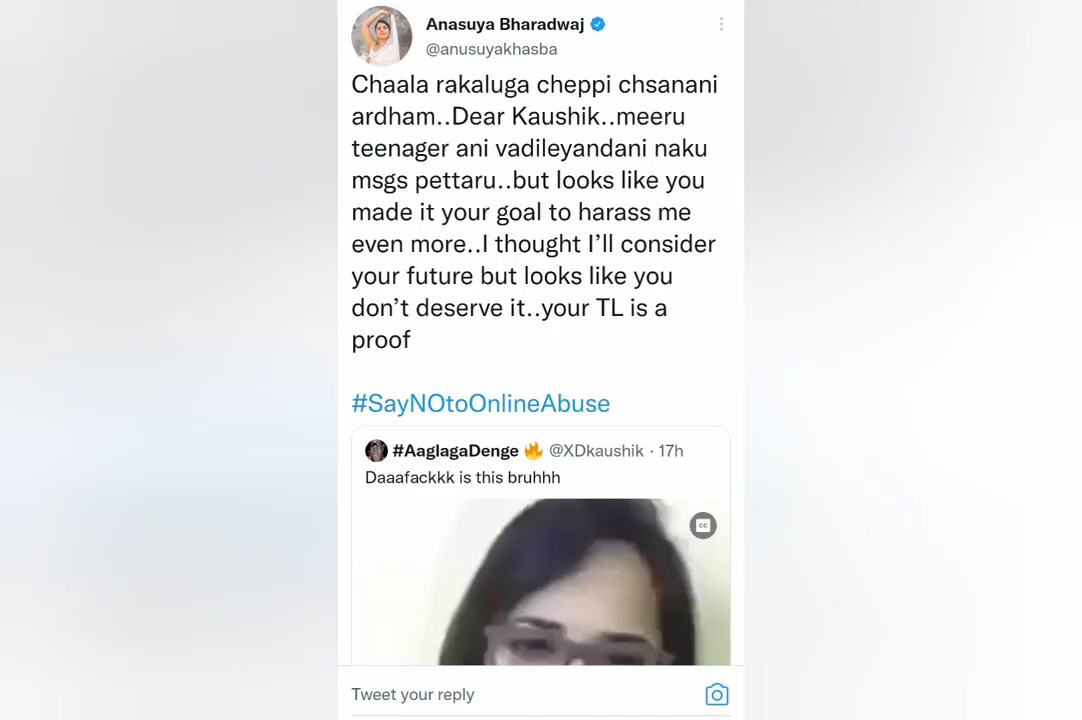 Anasuya Bharadwaj
@anusuyakhasba
Chaala rakaluga cheppi chsanani
ardham..Dear Kaushik..meeru
teenager ani vadileyandani naku
msgs pettaru..but looks like you
made it your goal to harass me
even more..I thought I’ll consider
your future but looks like you
don’t deserve it..your TL is a
proof
#SayNOtoOnlineAbuse
#AaglagaDenge 🔥 @XDkaushik · 17h
Daaafackkk is this bruhhh
CC
Tweet your reply